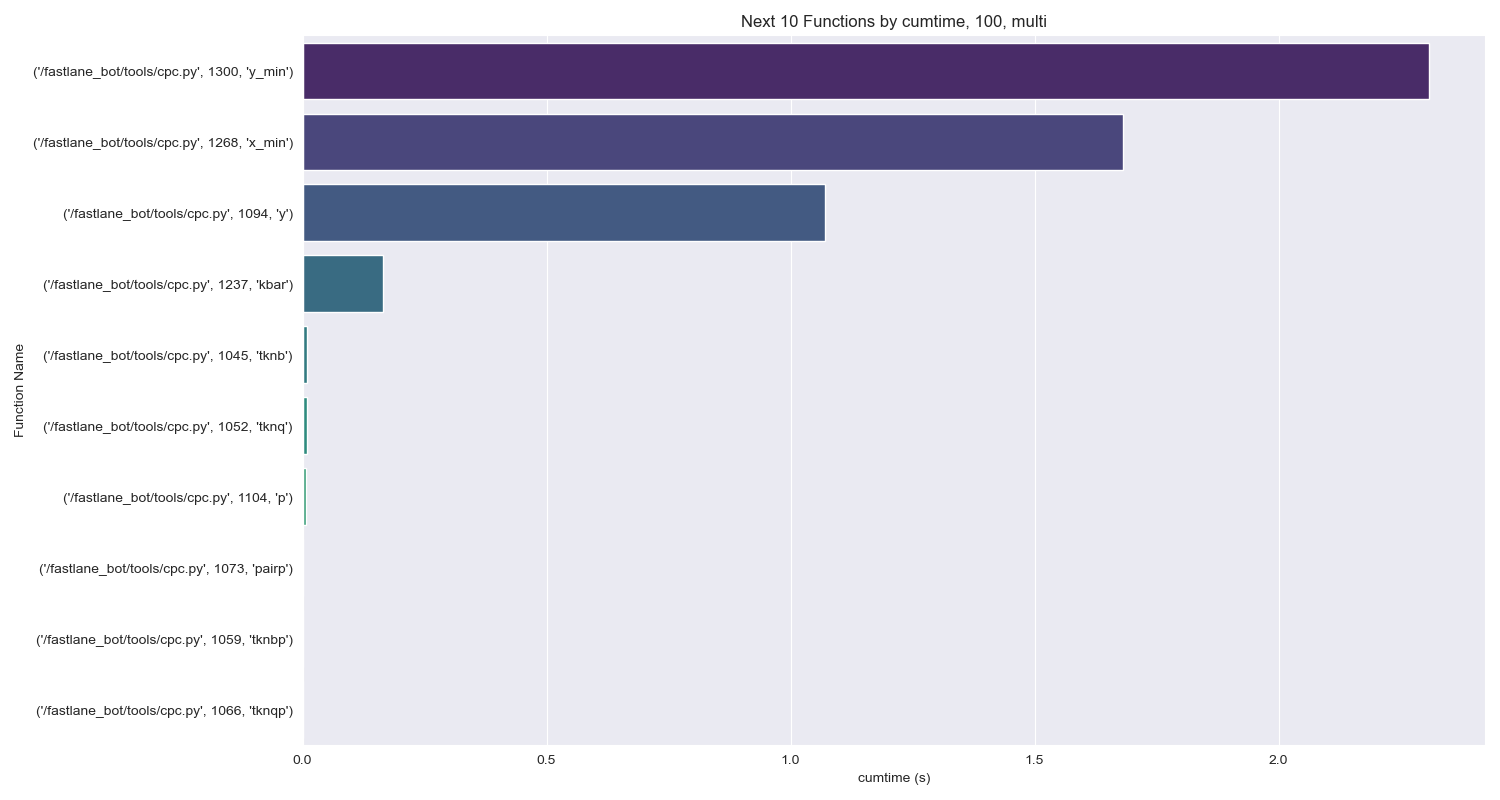 Next 10 Functions by cumtime, 100, multi
('/fastlane_bot/tools/cpc.py', 1300, 'y_min')
('/fastlane_bot/tools/cpc.py', 1268, 'x_min')
('/fastlane_bot/tools/cpc.py', 1094, 'y')
('/fastlane_bot/tools/cpc.py', 1237, 'kbar')
('/fastlane_bot/tools/cpc.py', 1045, 'tknb')
('/fastlane_bot/tools/cpc.py', 1052, 'tknq')
('/fastlane_bot/tools/cpc.py', 1104, 'p')
('/fastlane_bot/tools/cpc.py', 1073, 'pairp')
('/fastlane_bot/tools/cpc.py', 1059, 'tknbp')
('/fastlane_bot/tools/cpc.py', 1066, 'tknqp')
Function Name
0.0 0.5 1.0 1.5 2.0
cumtime (s)